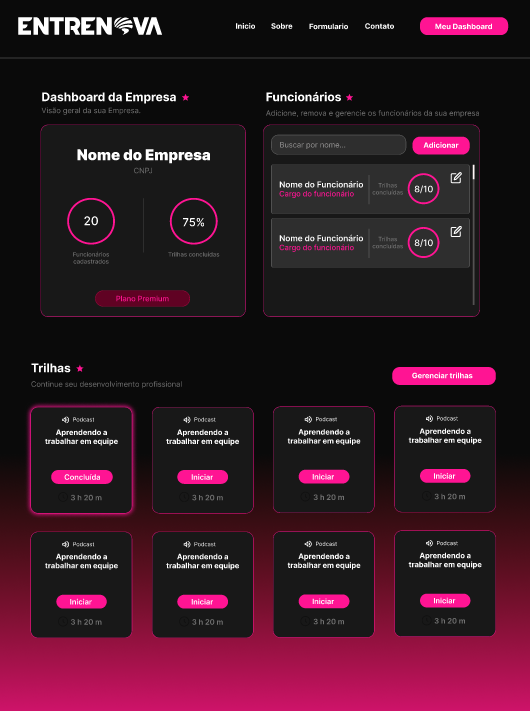 ENTRENOVA
Início
Sobre
Formulario
Contato
Meu Dashboard
Dashboard da Empresa
Visão geral da sua Empresa.
Nome do Empresa
CNPJ
20
Funcionários
cadastrados
75%
Trilhas concluídas
Plano Premium
Funcionários
Adicione, remova e gerencie os funcionários da sua empresa
Buscar por nome...
Adicionar
Nome do Funcionário
Cargo do funcionário
Trilhas
concluídas
8/10
Nome do Funcionário
Cargo do funcionário
Trilhas
concluídas
8/10
Trilhas
Continue seu desenvolvimento profissional
Gerenciar trilhas
Podcast
Aprendendo a
trabalhar em equipe
Concluída
3 h 20 m
Podcast
Aprendendo a
trabalhar em equipe
Iniciar
3 h 20 m
Podcast
Aprendendo a
trabalhar em equipe
Iniciar
3 h 20 m
Podcast
Aprendendo a
trabalhar em equipe
Iniciar
3 h 20 m
Podcast
Aprendendo a
trabalhar em equipe
Iniciar
3 h 20 m
Podcast
Aprendendo a
trabalhar em equipe
Iniciar
3 h 20 m
Podcast
Aprendendo a
trabalhar em equipe
Iniciar
3 h 20 m
Podcast
Aprendendo a
trabalhar em equipe
Iniciar
3 h 20 m